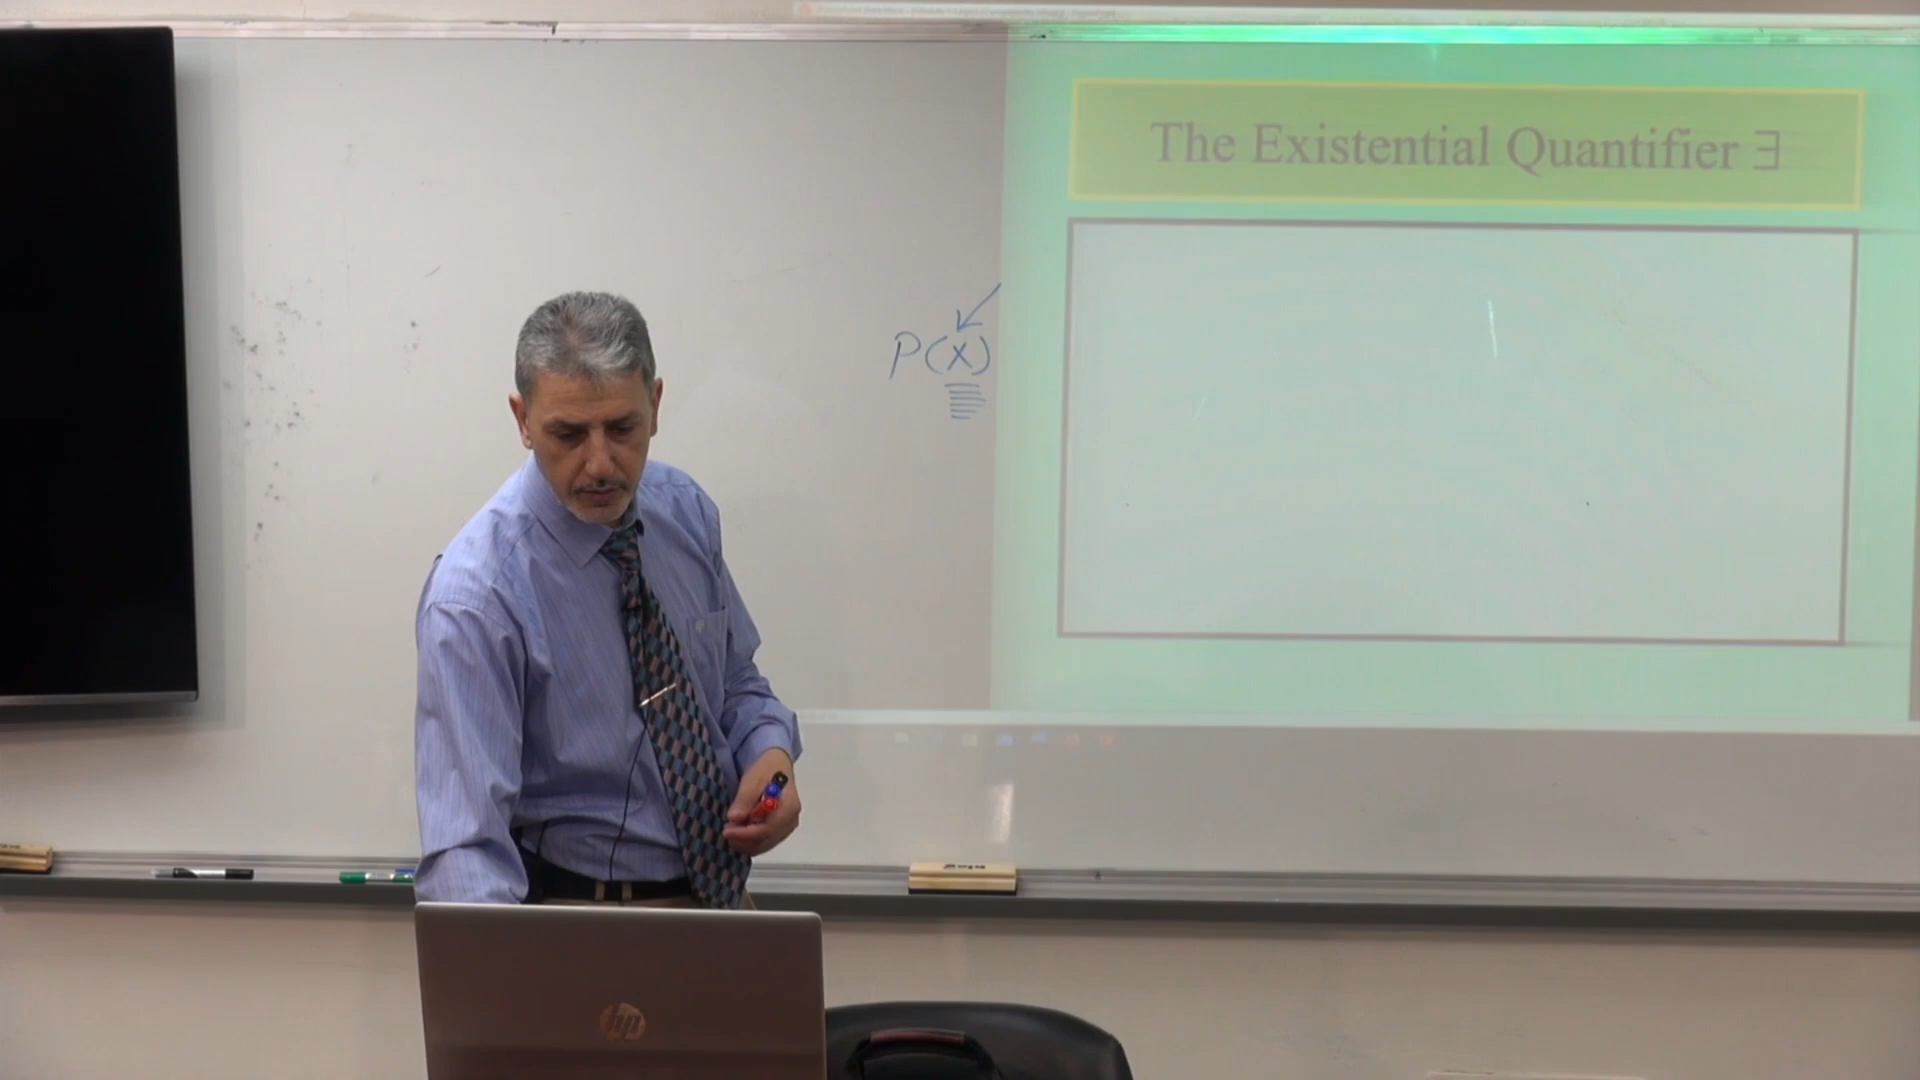 The Existential Quantifier ∃
P(x)
hp